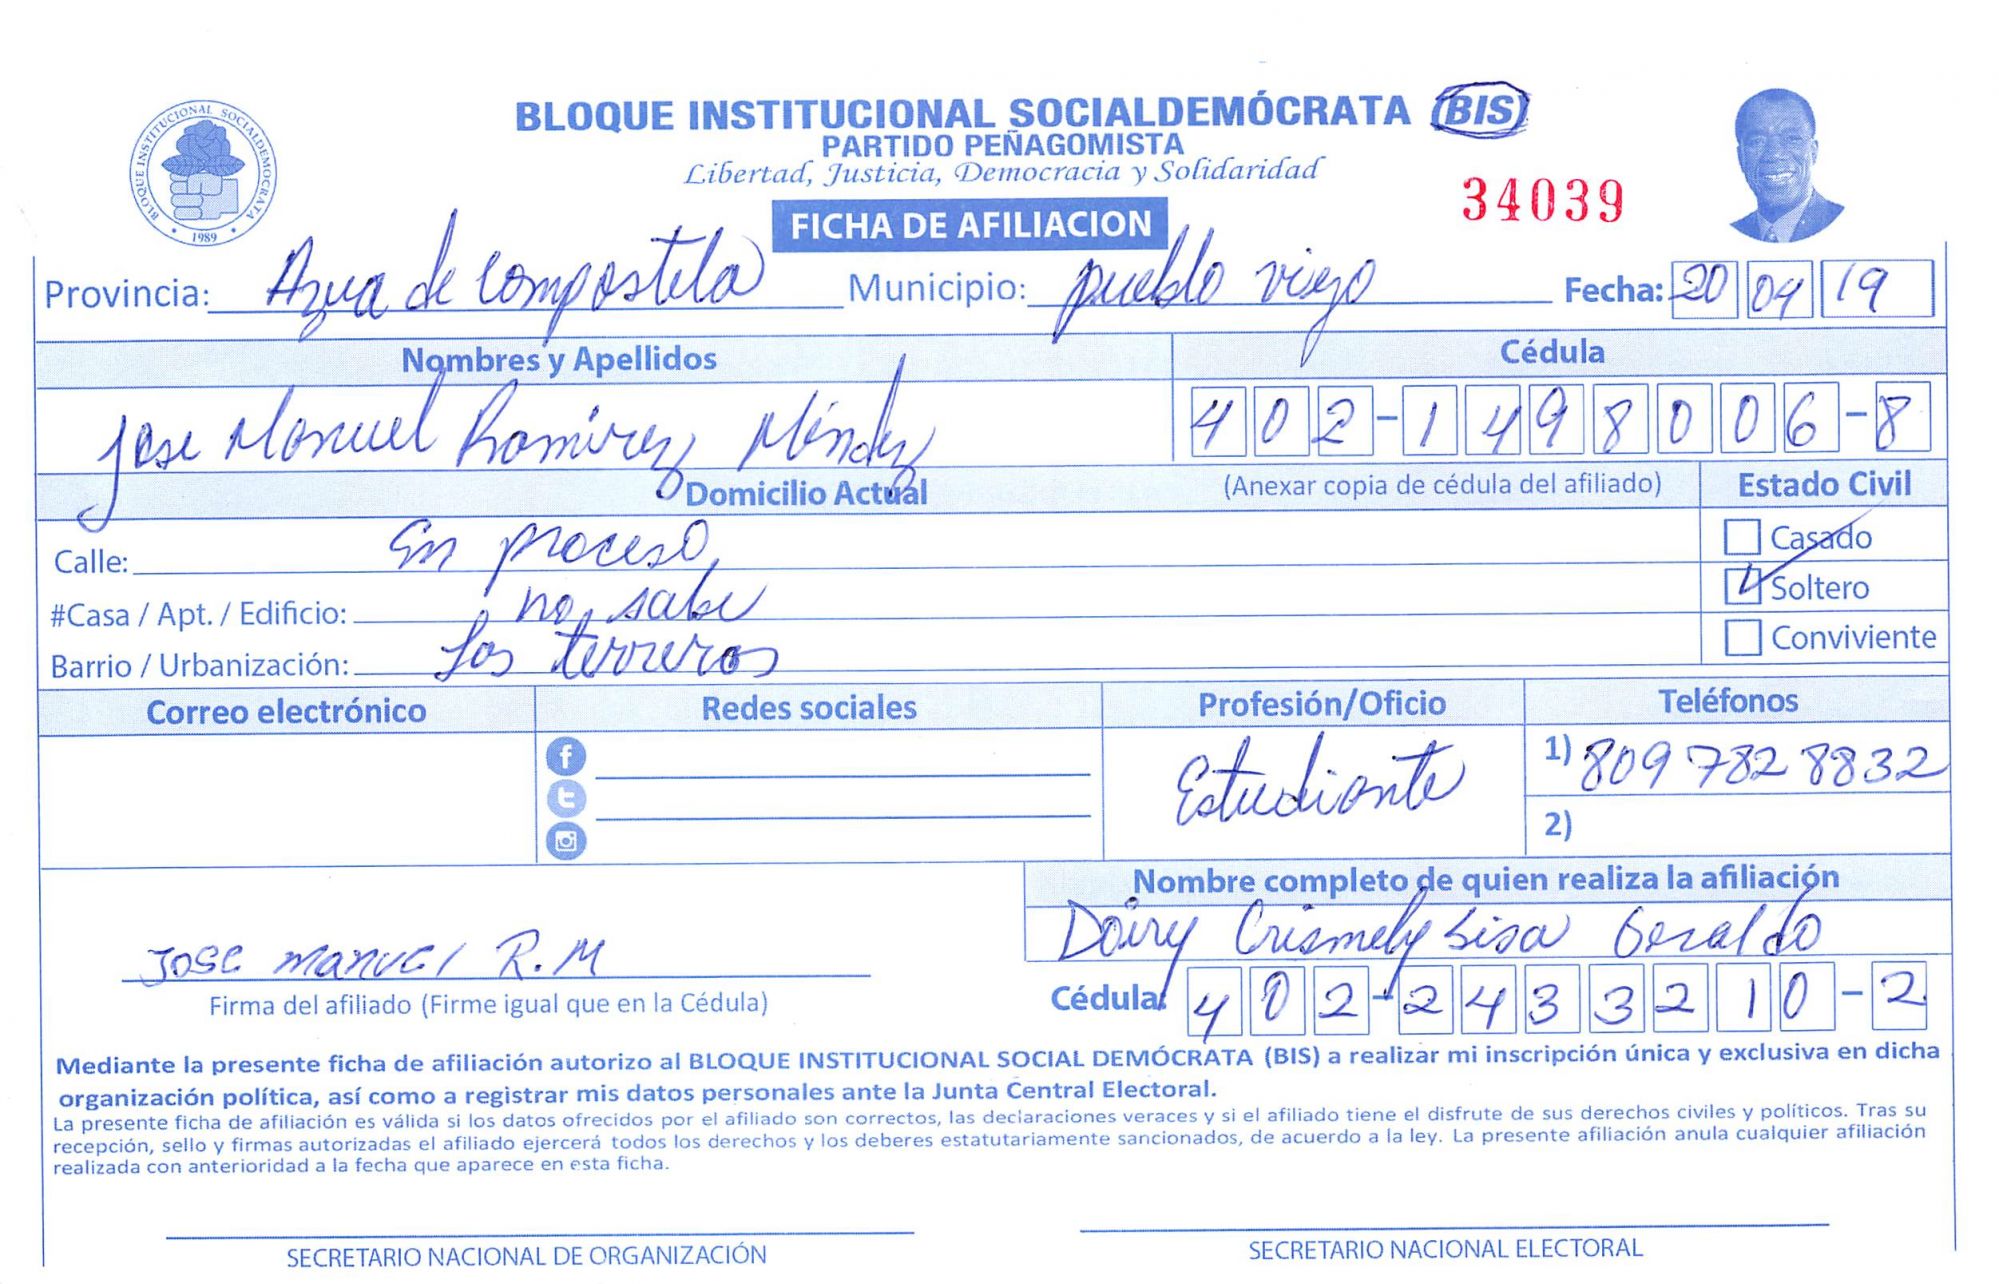 BLOQUE INSTITUCIONAL SOCIALDEMÓCRATA (BIS)
PARTIDO PEÑAGOMISTA
Libertad, Justicia, Democracia y Solidaridad
BLOQUE INSTITUCIONAL SOCIALDEMOCRATA
1989
34039
FICHA DE AFILIACION
Provincia: Azua de Compostela Municipio: pueblo viejo Fecha: 20 04 19
Nombres y Apellidos Cédula
Jose Manuel Ramirez Méndez 402-1498006-8
Domicilio Actual (Anexar copia de cédula del afiliado) Estado Civil
Calle: En proceso Casado
#Casa / Apt. / Edificio: no sabe Soltero
Barrio / Urbanización: Los terreros Conviviente
Correo electrónico Redes sociales Profesión/Oficio Teléfonos
Estudiante 1) 809 782 8832
2)
Nombre completo de quien realiza la afiliación
Doiry Crismely Sisa Geraldo
Jose manuel R.M
Firma del afiliado (Firme igual que en la Cédula) Cédula: 402-2433210-2
Mediante la presente ficha de afiliación autorizo al BLOQUE INSTITUCIONAL SOCIAL DEMÓCRATA (BIS) a realizar mi inscripción única y exclusiva en dicha
organización política, así como a registrar mis datos personales ante la Junta Central Electoral.
La presente ficha de afiliación es válida si los datos ofrecidos por el afiliado son correctos, las declaraciones veraces y si el afiliado tiene el disfrute de sus derechos civiles y políticos. Tras su
recepción, sello y firmas autorizadas el afiliado ejercerá todos los derechos y los deberes estatutariamente sancionados, de acuerdo a la ley. La presente afiliación anula cualquier afiliación
realizada con anterioridad a la fecha que aparece en esta ficha.
SECRETARIO NACIONAL DE ORGANIZACIÓN SECRETARIO NACIONAL ELECTORAL